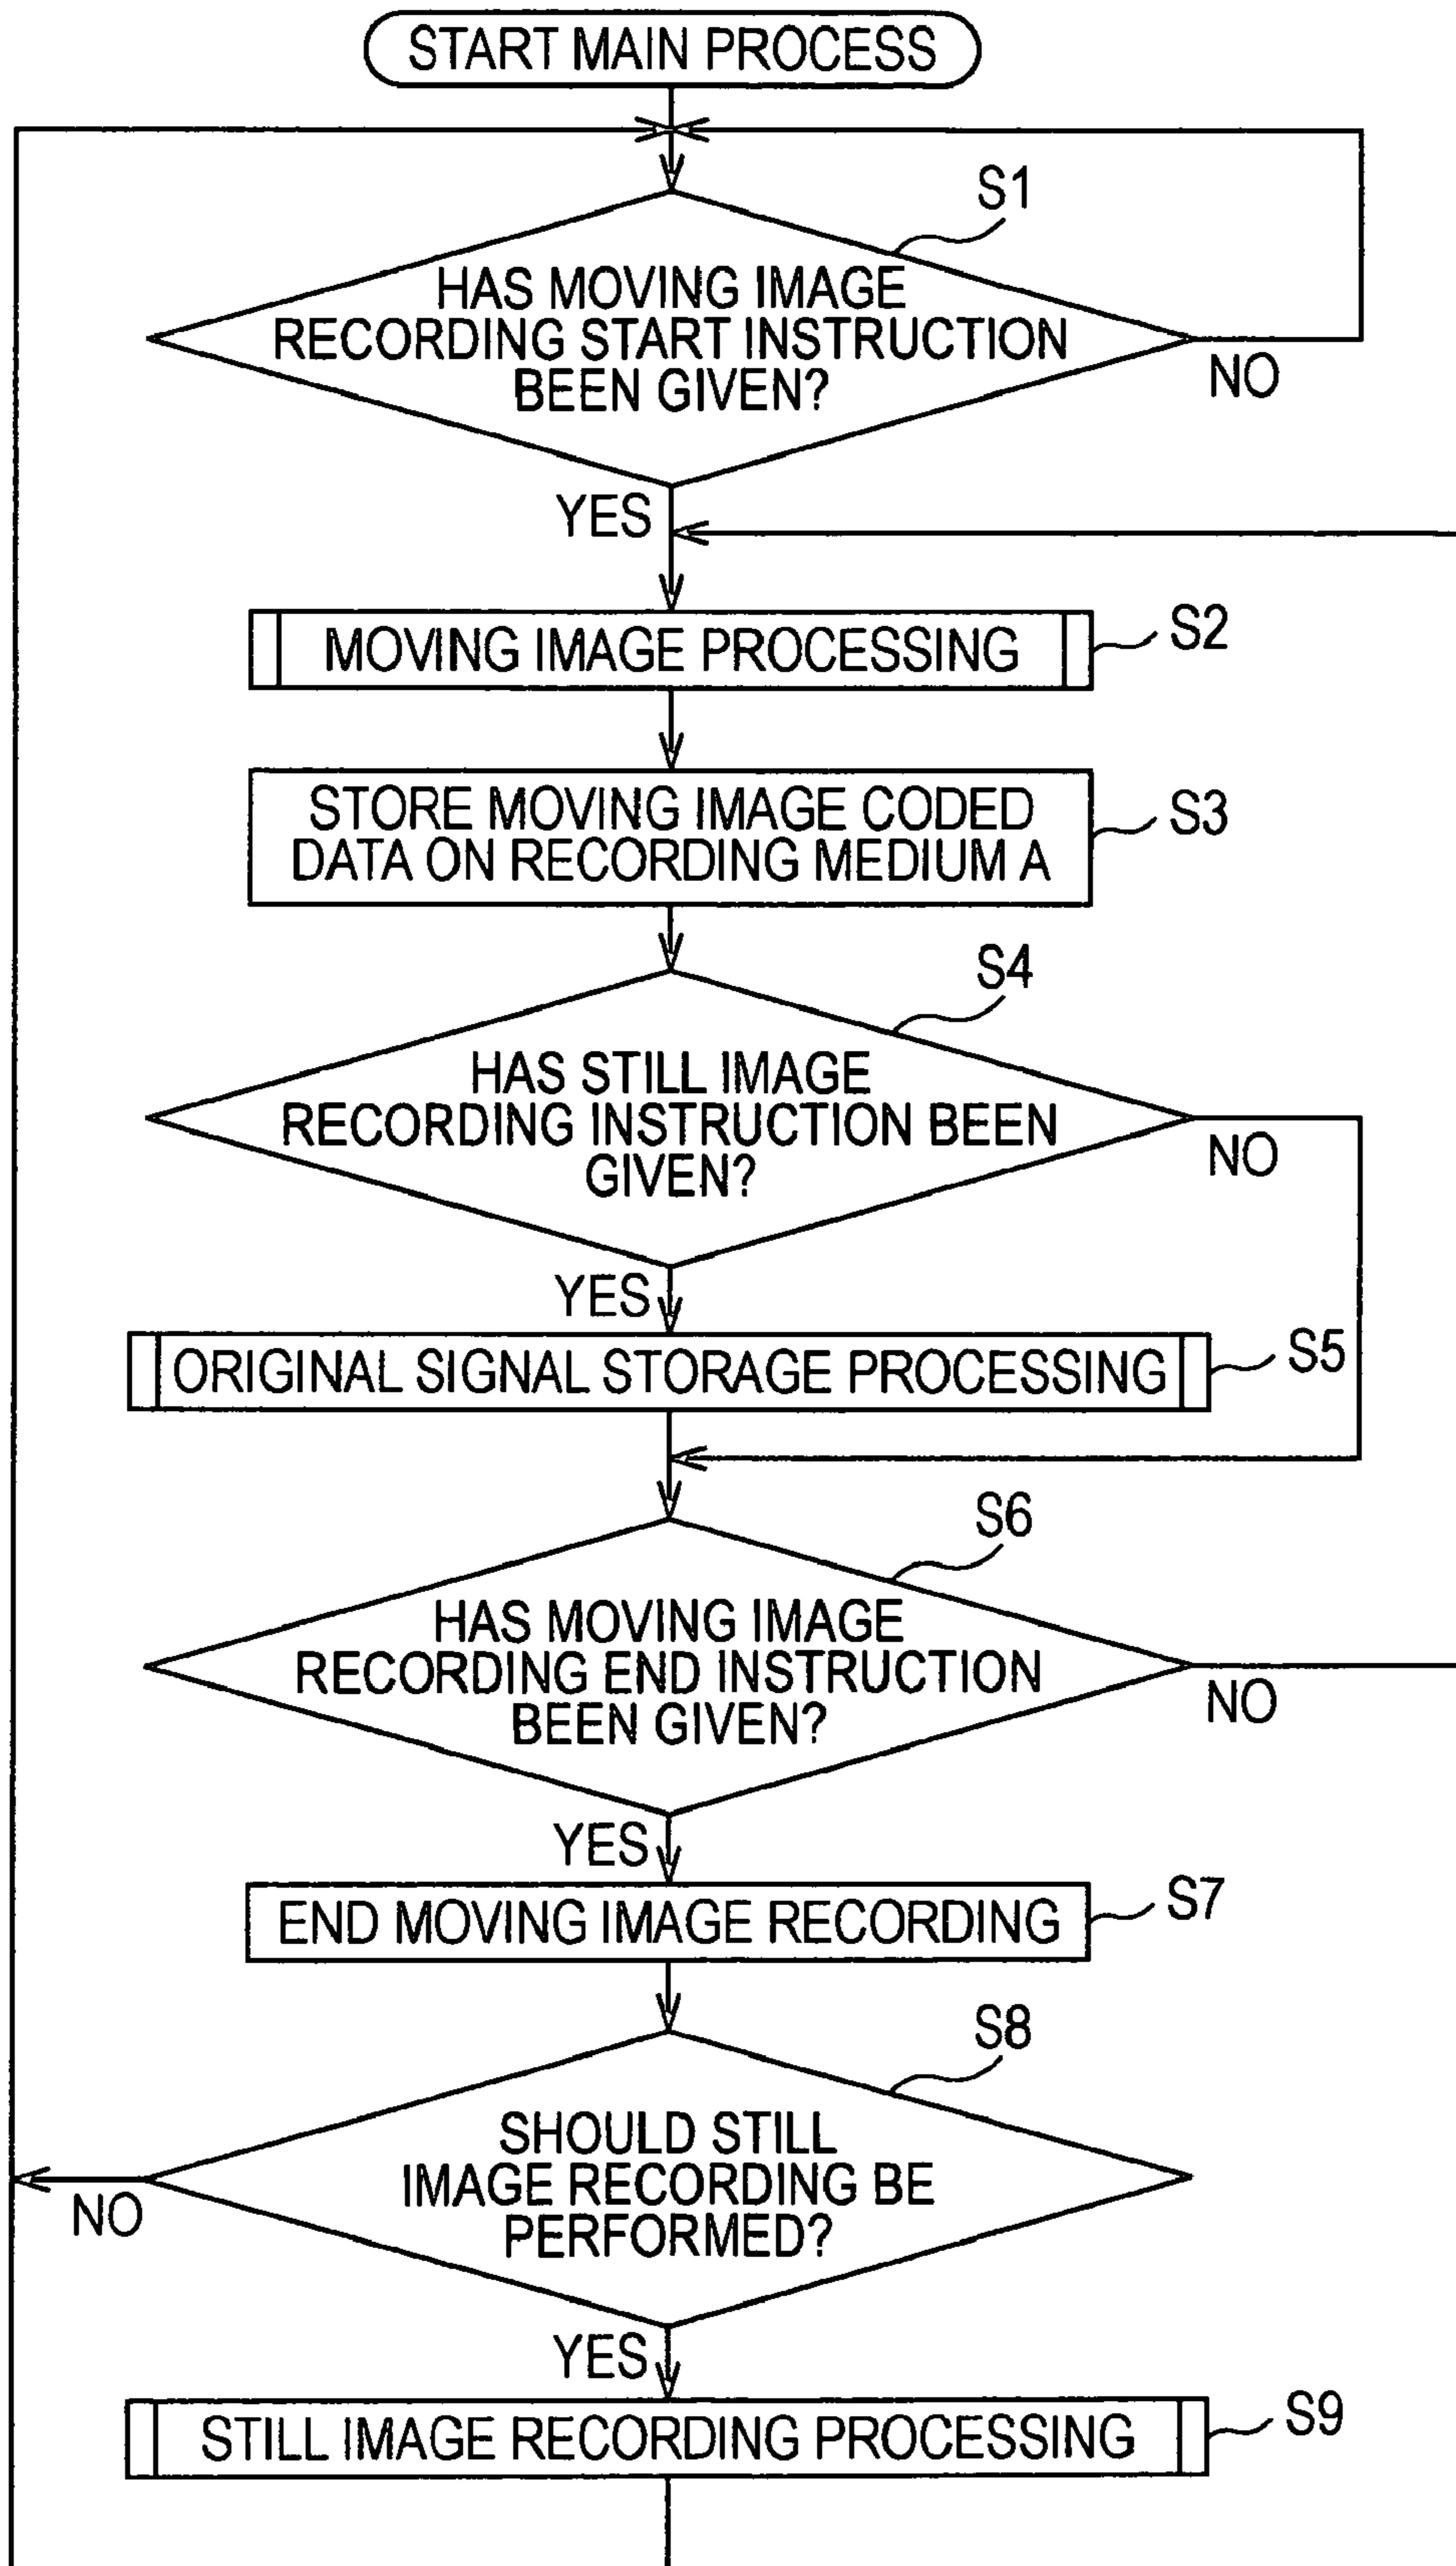 START MAIN PROCESS
S1
HAS MOVING IMAGE
RECORDING START INSTRUCTION
BEEN GIVEN?
NO
YES
MOVING IMAGE PROCESSING
S2
STORE MOVING IMAGE CODED
DATA ON RECORDING MEDIUM A
S3
S4
HAS STILL IMAGE
RECORDING INSTRUCTION BEEN
GIVEN?
NO
YES
ORIGINAL SIGNAL STORAGE PROCESSING
S5
S6
HAS MOVING IMAGE
RECORDING END INSTRUCTION
BEEN GIVEN?
NO
YES
END MOVING IMAGE RECORDING
S7
S8
SHOULD STILL
IMAGE RECORDING BE
PERFORMED?
NO
YES
STILL IMAGE RECORDING PROCESSING
S9